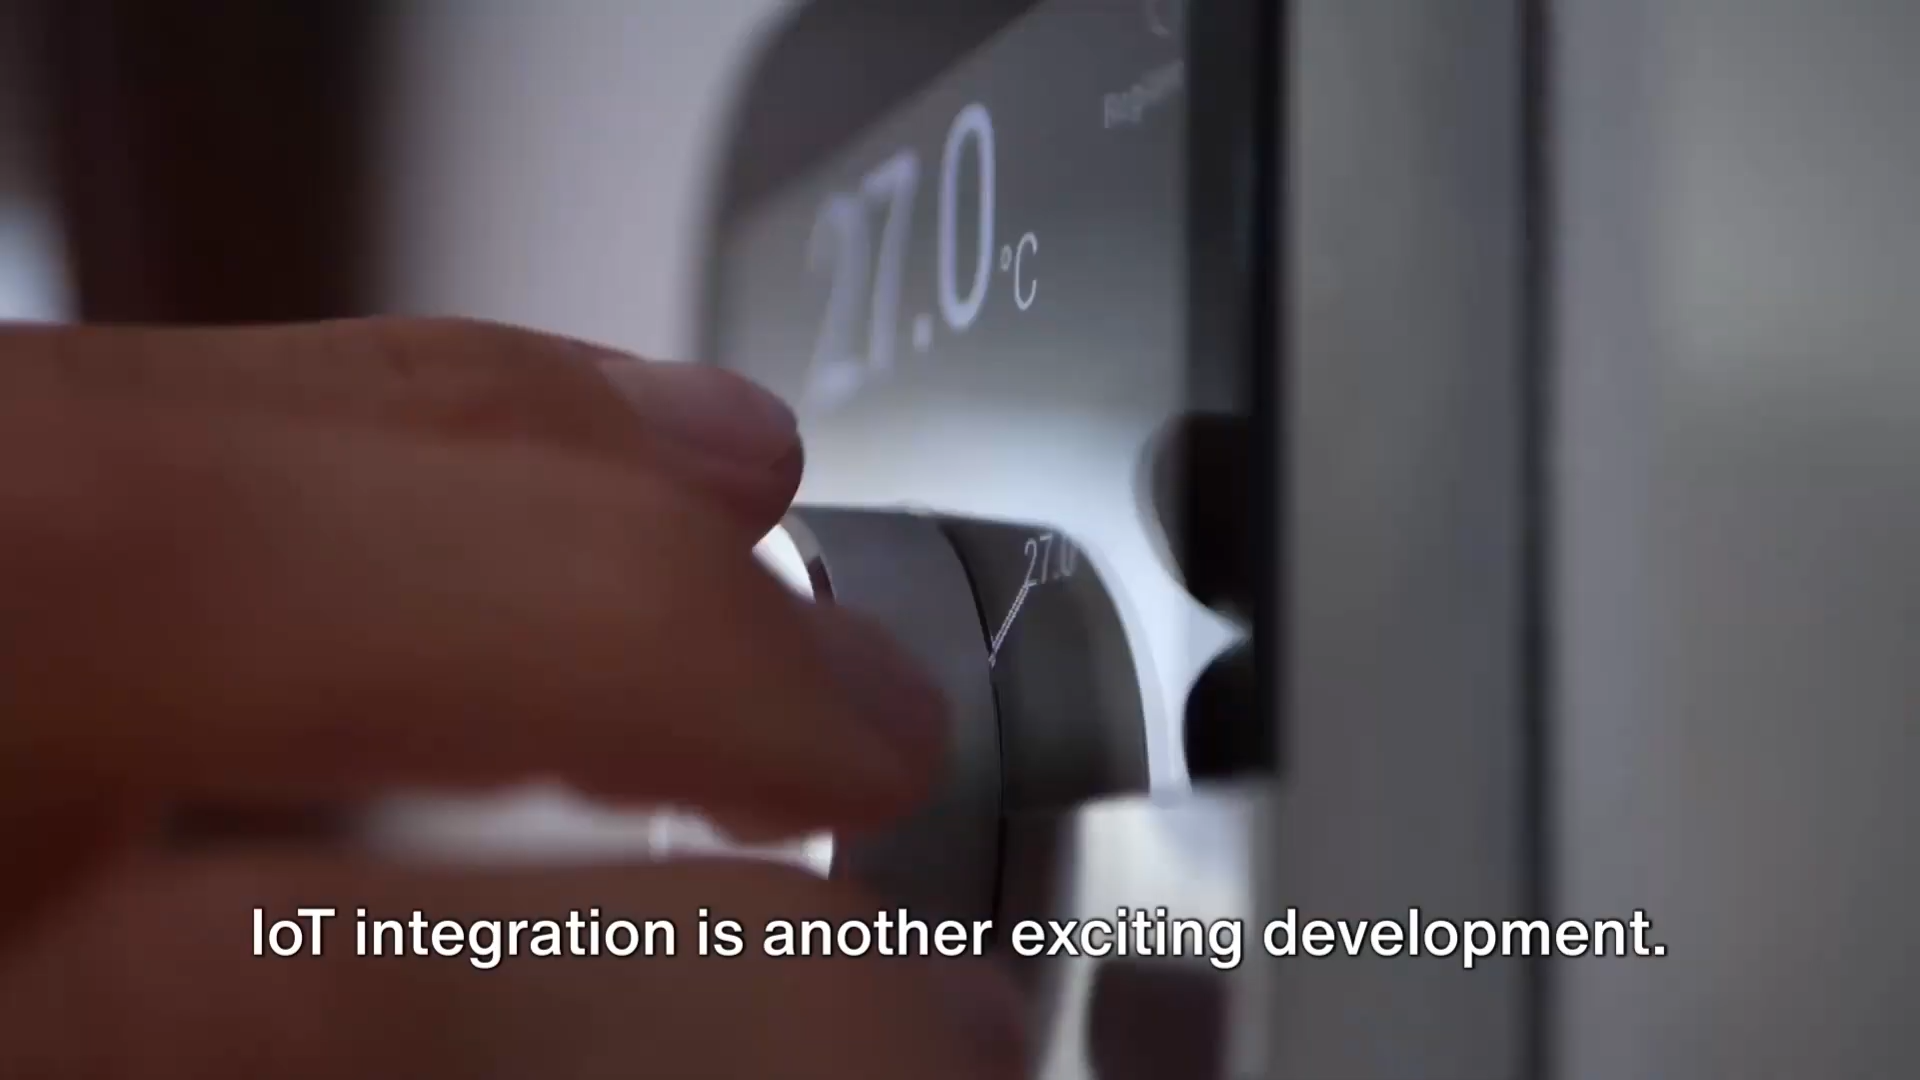 27.0 °C
27.0
IoT integration is another exciting development.